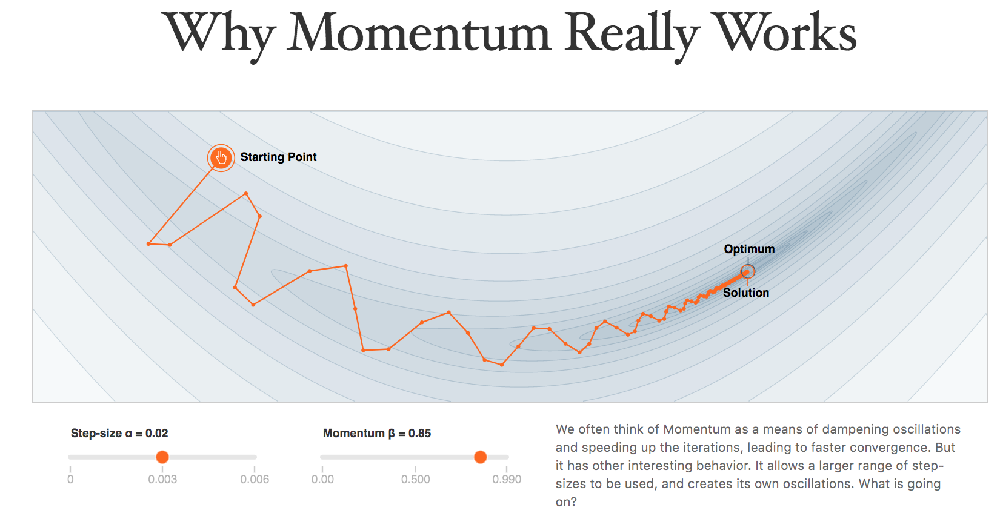 Why Momentum Really Works
Starting Point
Optimum
Solution
Step-size α = 0.02
0 0.003 0.006
Momentum β = 0.85
0.00 0.500 0.990
We often think of Momentum as a means of dampening oscillations
and speeding up the iterations, leading to faster convergence. But
it has other interesting behavior. It allows a larger range of step-
sizes to be used, and creates its own oscillations. What is going
on?